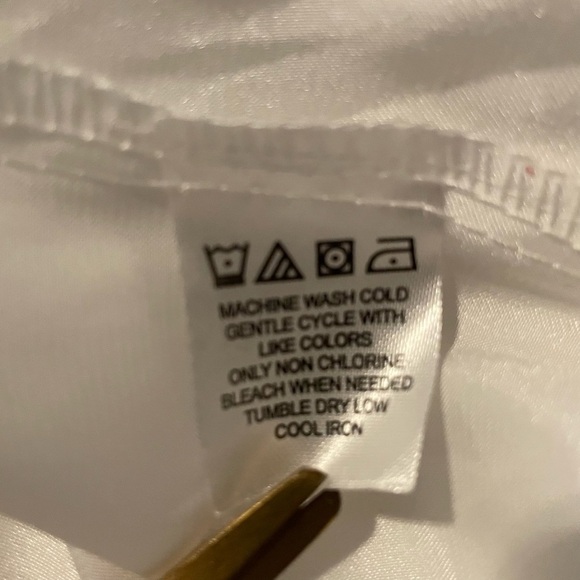 MACHINE WASH COLD
GENTLE CYCLE WITH
LIKE COLORS
ONLY NON CHLORINE
BLEACH WHEN NEEDED
TUMBLE DRY LOW
COOL IRON